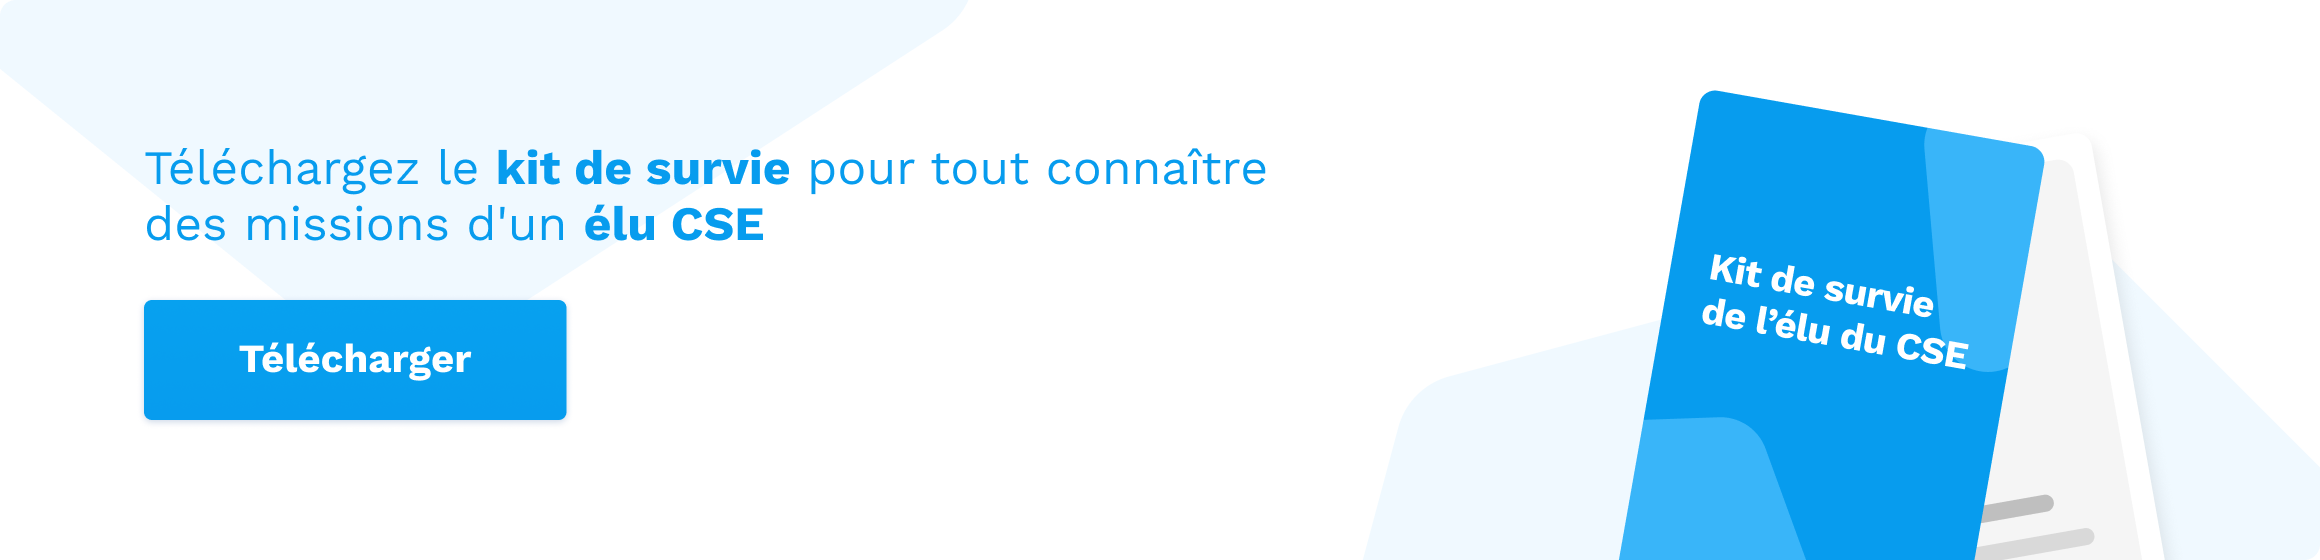 Téléchargez le kit de survie pour tout connaître
des missions d'un élu CSE
Télécharger
Kit de survie
de l’élu du CSE